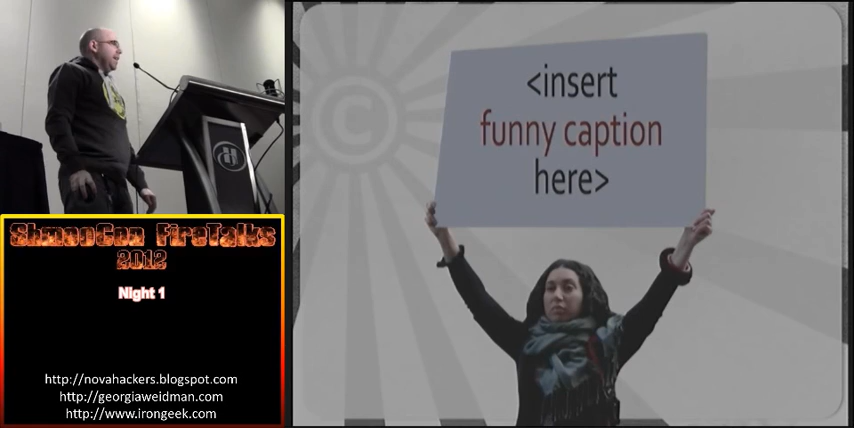 <insert
funny caption
here>
ShmooCon FireTalks
2012
Night 1
http://novahackers.blogspot.com
http://georgiaweidman.com
http://www.irongeek.com
©
H